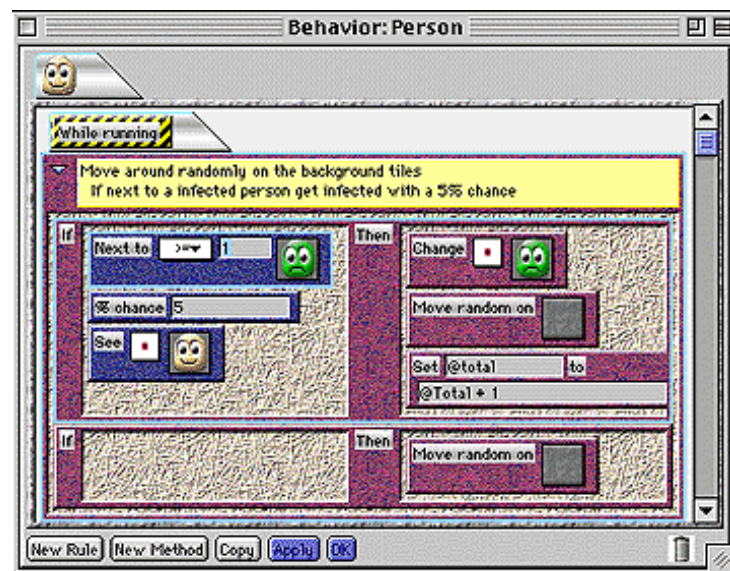 Behavior: Person
While running
Move around randomly on the background tiles
If next to a infected person get infected with a 5% chance
If
Next to >= 1
% chance 5
See
Then
Change
Move random on
Set @total to
@Total + 1
If
Then
Move random on
New Rule New Method Copy Apply OK